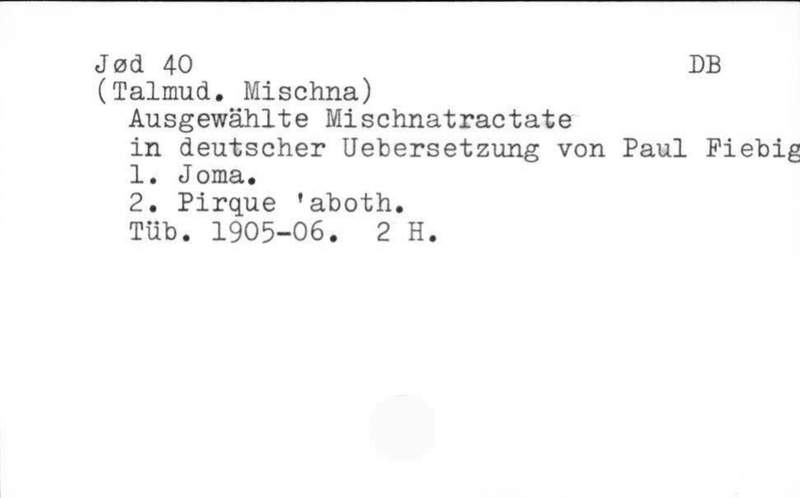 Jød 40 DB
(Talmud. Mischna)
Ausgewählte Mischnatractate
in deutscher Uebersetzung von Paul Fiebig
1. Joma.
2. Pirque 'aboth.
Tüb. 1905-06. 2 H.